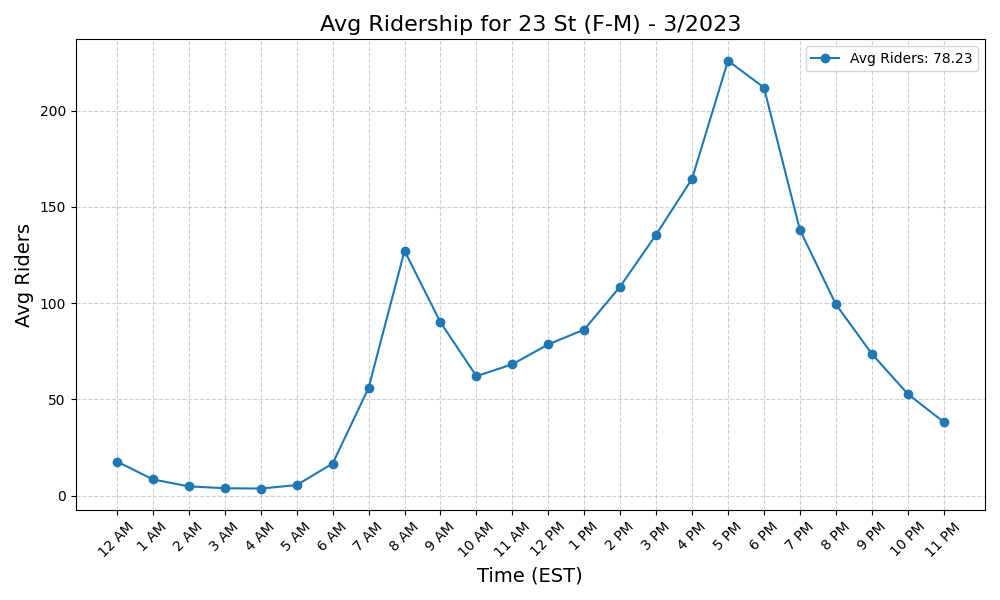 Avg Ridership for 23 St (F-M) - 3/2023
Avg Riders: 78.23
Avg Riders
200
150
100
50
0
12 AM
1 AM
2 AM
3 AM
4 AM
5 AM
6 AM
7 AM
8 AM
9 AM
10 AM
11 AM
12 PM
1 PM
2 PM
3 PM
4 PM
5 PM
6 PM
7 PM
8 PM
9 PM
10 PM
11 PM
Time (EST)